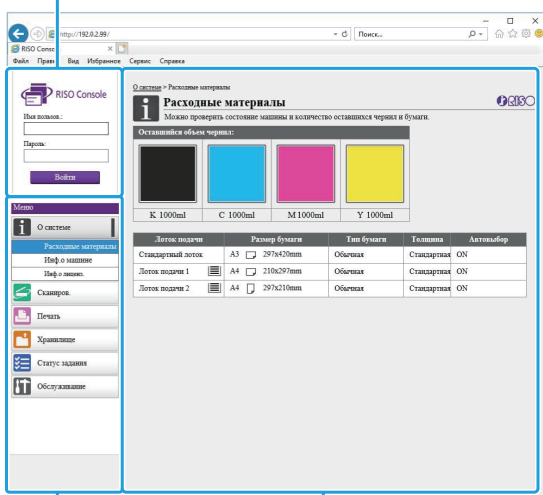 http://192.0.2.99/
Поиск...
RISO Conso
Файл Прав Вид Избранное Сервис Справка
RISO Console
Имя пользов.:
Пароль:
Войти
Меню
О системе
Расходные материалы
Инф.о машине
Инф.о лиценз.
Сканиров.
Печать
Хранилище
Статус задания
Обслуживание
О системе > Расходные материалы
Расходные материалы
RISO
Можно проверить состояние машины и количество оставшихся чернил и бумаги.
Оставшийся объем чернил:
K 1000ml C 1000ml M1000ml Y 1000ml
Лоток подачи Размер бумаги Тип бумаги Толщина Автовыбор
Стандартный лоток A3 297x420mm Обычная Стандартная ON
Лоток подачи 1 A4 210x297mm Обычная Стандартная ON
Лоток подачи 2 A4 297x210mm Обычная Стандартная ON